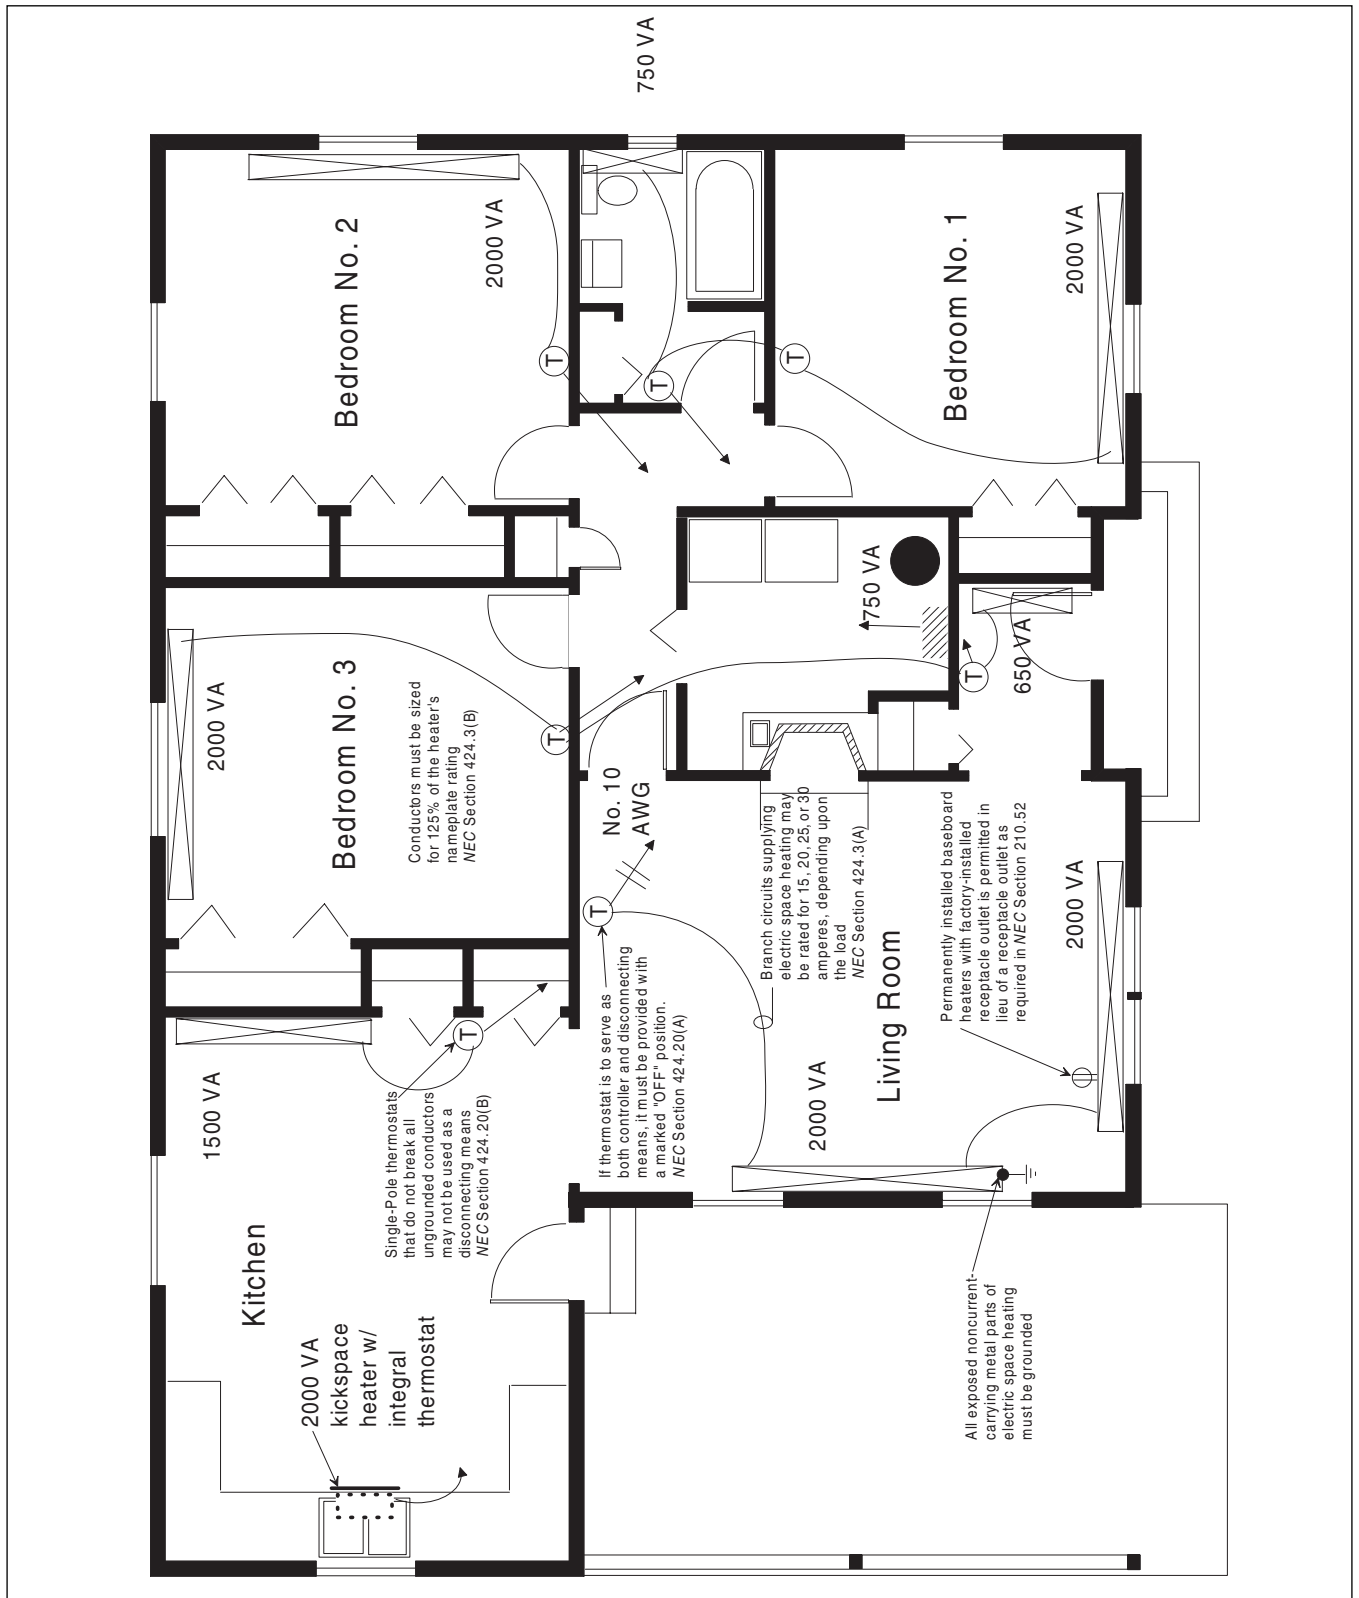 750 VA
Bedroom No. 2
2000 VA
T
T
Bedroom No. 1
2000 VA
T
Bedroom No. 3
2000 VA
Conductors must be sized
for 125% of the heater's
nameplate rating
NEC Section 424.3(B)
T
No. 10
AWG
750 VA
650 VA
T
T
If thermostat is to serve as
both controller and disconnecting
means, it must be provided with
a marked "OFF" position.
NEC Section 424.20(A)
Branch circuits supplying
electric space heating may
be rated for 15, 20, 25, or 30
amperes, depending upon
the load
NEC Section 424.3(A)
Living Room
2000 VA
2000 VA
Permanently installed baseboard
heaters with factory-installed
receptacle outlet is permitted in
lieu of a receptacle outlet as
required in NEC Section 210.52
1500 VA
T
Single-Pole thermostats
that do not break all
ungrounded conductors
may not be used as a
disconnecting means
NEC Section 424.20(B)
Kitchen
2000 VA
kickspace
heater w/
integral
thermostat
All exposed noncurrent-
carrying metal parts of
electric space heating
must be grounded